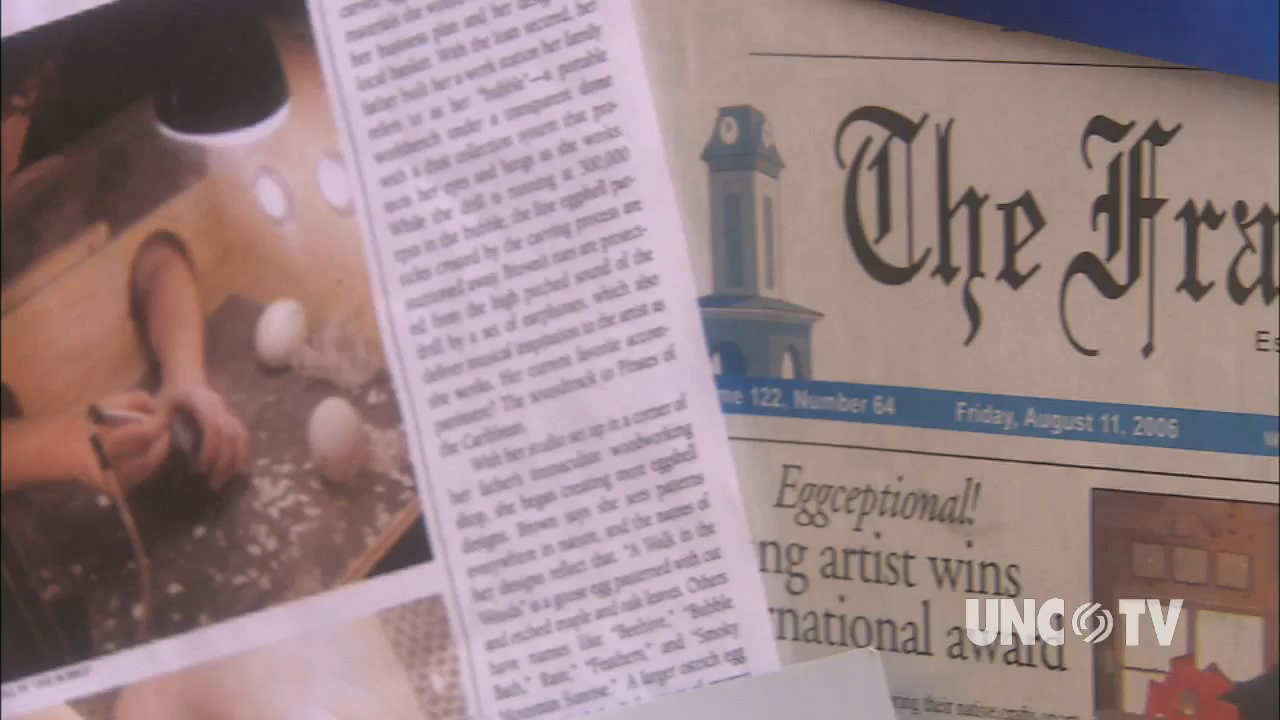 her business plan and her
local banker. With the loan second, her
father built her a work station her family
refers to as her "bubble"—a portable
workbench under a transparent dome
with a dust collection system that pro-
tects her eyes and lungs as she works.
While the drill is running at 300,000
rpms in the bubble, the fine eggshell par-
ticles created by the carving process are
vacuumed away. Brown's ears are protect-
ed from the high pitched sound of the
drill by a set of earphones, which also
deliver musical inspiration to the artist as
she works. Her current favorite accom-
paniment? The soundtrack to Pirates of
the Caribbean.
With her studio set up in a corner of
her father's immaculate woodworking
shop, she began creating more eggshell
designs. Brown says she sees patterns
everywhere in nature, and the names of
her designs reflect that. "A Walk in the
Woods" is a goose egg patterned with cut
and etched maple and oak leaves. Others
have names like "Beehive," "Bubble
Bath," "Rain," "Feathers," and "Smoky
Mountain Sunrise." A larger ostrich egg
The Fra
Es
me 122, Number 64 Friday, August 11, 2006
Eggceptional!
ng artist wins
rnational award
ring their native crafts
UNC TV